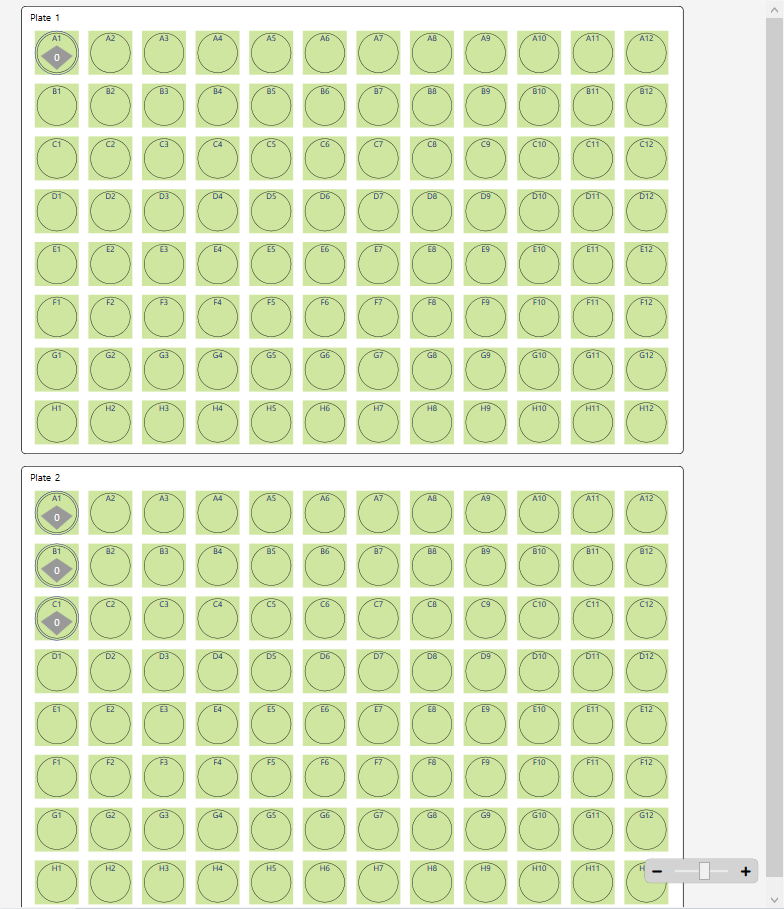 Plate 1
A1 A2 A3 A4 A5 A6 A7 A8 A9 A10 A11 A12
0
B1 B2 B3 B4 B5 B6 B7 B8 B9 B10 B11 B12
C1 C2 C3 C4 C5 C6 C7 C8 C9 C10 C11 C12
D1 D2 D3 D4 D5 D6 D7 D8 D9 D10 D11 D12
E1 E2 E3 E4 E5 E6 E7 E8 E9 E10 E11 E12
F1 F2 F3 F4 F5 F6 F7 F8 F9 F10 F11 F12
G1 G2 G3 G4 G5 G6 G7 G8 G9 G10 G11 G12
H1 H2 H3 H4 H5 H6 H7 H8 H9 H10 H11 H12
Plate 2
A1 A2 A3 A4 A5 A6 A7 A8 A9 A10 A11 A12
0
B1 B2 B3 B4 B5 B6 B7 B8 B9 B10 B11 B12
0
C1 C2 C3 C4 C5 C6 C7 C8 C9 C10 C11 C12
0
D1 D2 D3 D4 D5 D6 D7 D8 D9 D10 D11 D12
E1 E2 E3 E4 E5 E6 E7 E8 E9 E10 E11 E12
F1 F2 F3 F4 F5 F6 F7 F8 F9 F10 F11 F12
G1 G2 G3 G4 G5 G6 G7 G8 G9 G10 G11 G12
H1 H2 H3 H4 H5 H6 H7 H8 H9 H10 H11